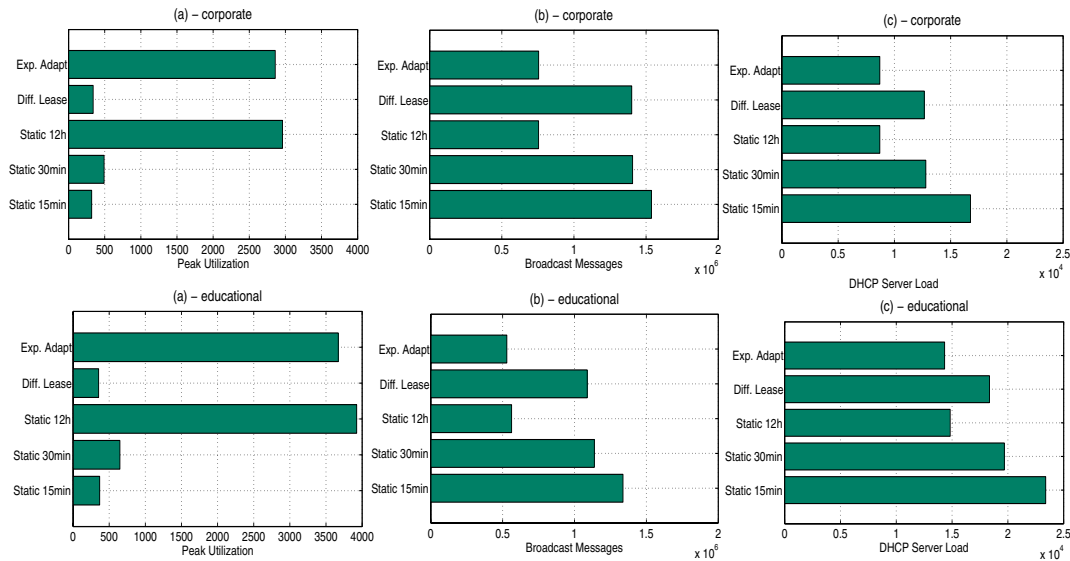 (a) – corporate
Exp. Adapt
Diff. Lease
Static 12h
Static 30min
Static 15min
0 500 1000 1500 2000 2500 3000 3500 4000
Peak Utilization
(b) – corporate
Exp. Adapt
Diff. Lease
Static 12h
Static 30min
Static 15min
0 0.5 1 1.5 2
Broadcast Messages
x 10^6
(c) – corporate
Exp. Adapt
Diff. Lease
Static 12h
Static 30min
Static 15min
0 0.5 1 1.5 2 2.5
x 10^4
DHCP Server Load
(a) – educational
Exp. Adapt
Diff. Lease
Static 12h
Static 30min
Static 15min
0 500 1000 1500 2000 2500 3000 3500 4000
Peak Utilization
(b) – educational
Exp. Adapt
Diff. Lease
Static 12h
Static 30min
Static 15min
0 0.5 1 1.5 2
Broadcast Messages
x 10^6
(c) – educational
Exp. Adapt
Diff. Lease
Static 12h
Static 30min
Static 15min
0 0.5 1 1.5 2 2.5
DHCP Server Load
x 10^4